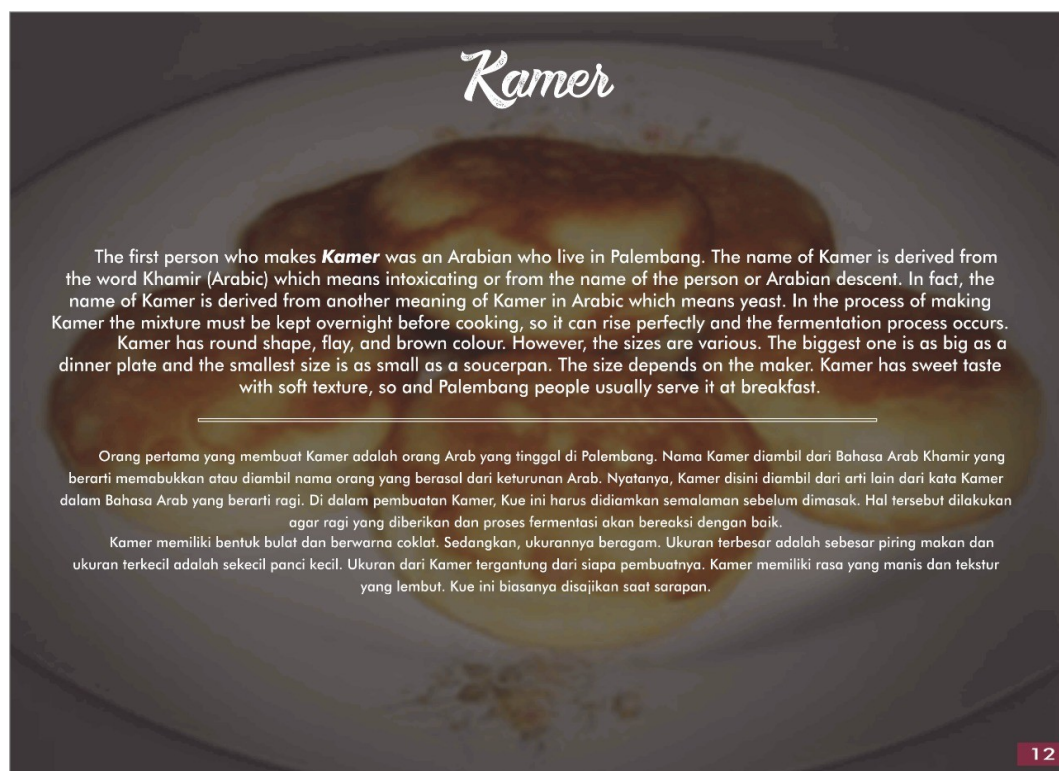 Kamer
The first person who makes Kamer was an Arabian who live in Palembang. The name of Kamer is derived from
the word Khamir (Arabic) which means intoxicating or from the name of the person or Arabian descent. In fact, the
name of Kamer is derived from another meaning of Kamer in Arabic which means yeast. In the process of making
Kamer the mixture must be kept overnight before cooking, so it can rise perfectly and the fermentation process occurs.
Kamer has round shape, flay, and brown colour. However, the sizes are various. The biggest one is as big as a
dinner plate and the smallest size is as small as a soucerpan. The size depends on the maker. Kamer has sweet taste
with soft texture, so and Palembang people usually serve it at breakfast.
Orang pertama yang membuat Kamer adalah orang Arab yang tinggal di Palembang. Nama Kamer diambil dari Bahasa Arab Khamir yang
berarti memabukkan atau diambil nama orang yang berasal dari keturunan Arab. Nyatanya, Kamer disini diambil dari arti lain dari kata Kamer
dalam Bahasa Arab yang berarti ragi. Di dalam pembuatan Kamer, Kue ini harus didiamkan semalaman sebelum dimasak. Hal tersebut dilakukan
agar ragi yang diberikan dan proses fermentasi akan bereaksi dengan baik.
Kamer memiliki bentuk bulat dan berwarna coklat. Sedangkan, ukurannya beragam. Ukuran terbesar adalah sebesar piring makan dan
ukuran terkecil adalah sekecil panci kecil. Ukuran dari Kamer tergantung dari siapa pembuatnya. Kamer memiliki rasa yang manis dan tekstur
yang lembut. Kue ini biasanya disajikan saat sarapan.
12